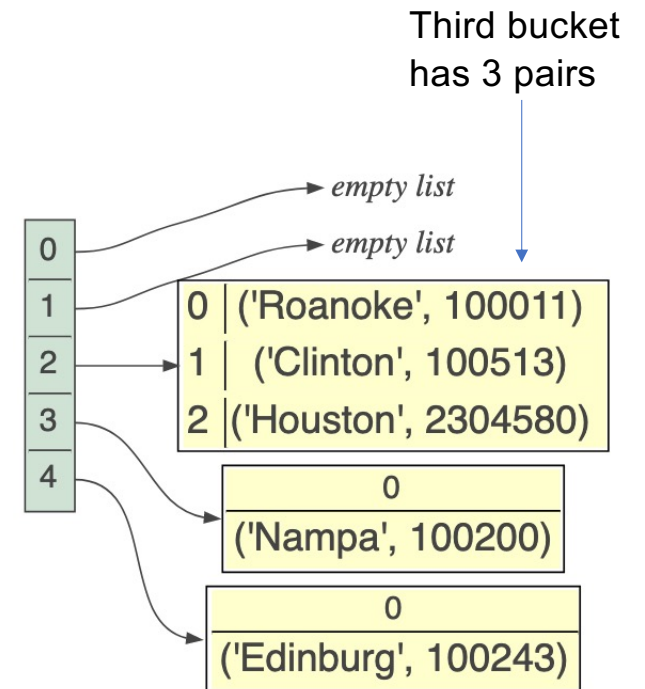 Third bucket
has 3 pairs
empty list
empty list
0
1
2
3
4
0 ('Roanoke', 100011)
1 ('Clinton', 100513)
2 ('Houston', 2304580)
0
('Nampa', 100200)
0
('Edinburg', 100243)